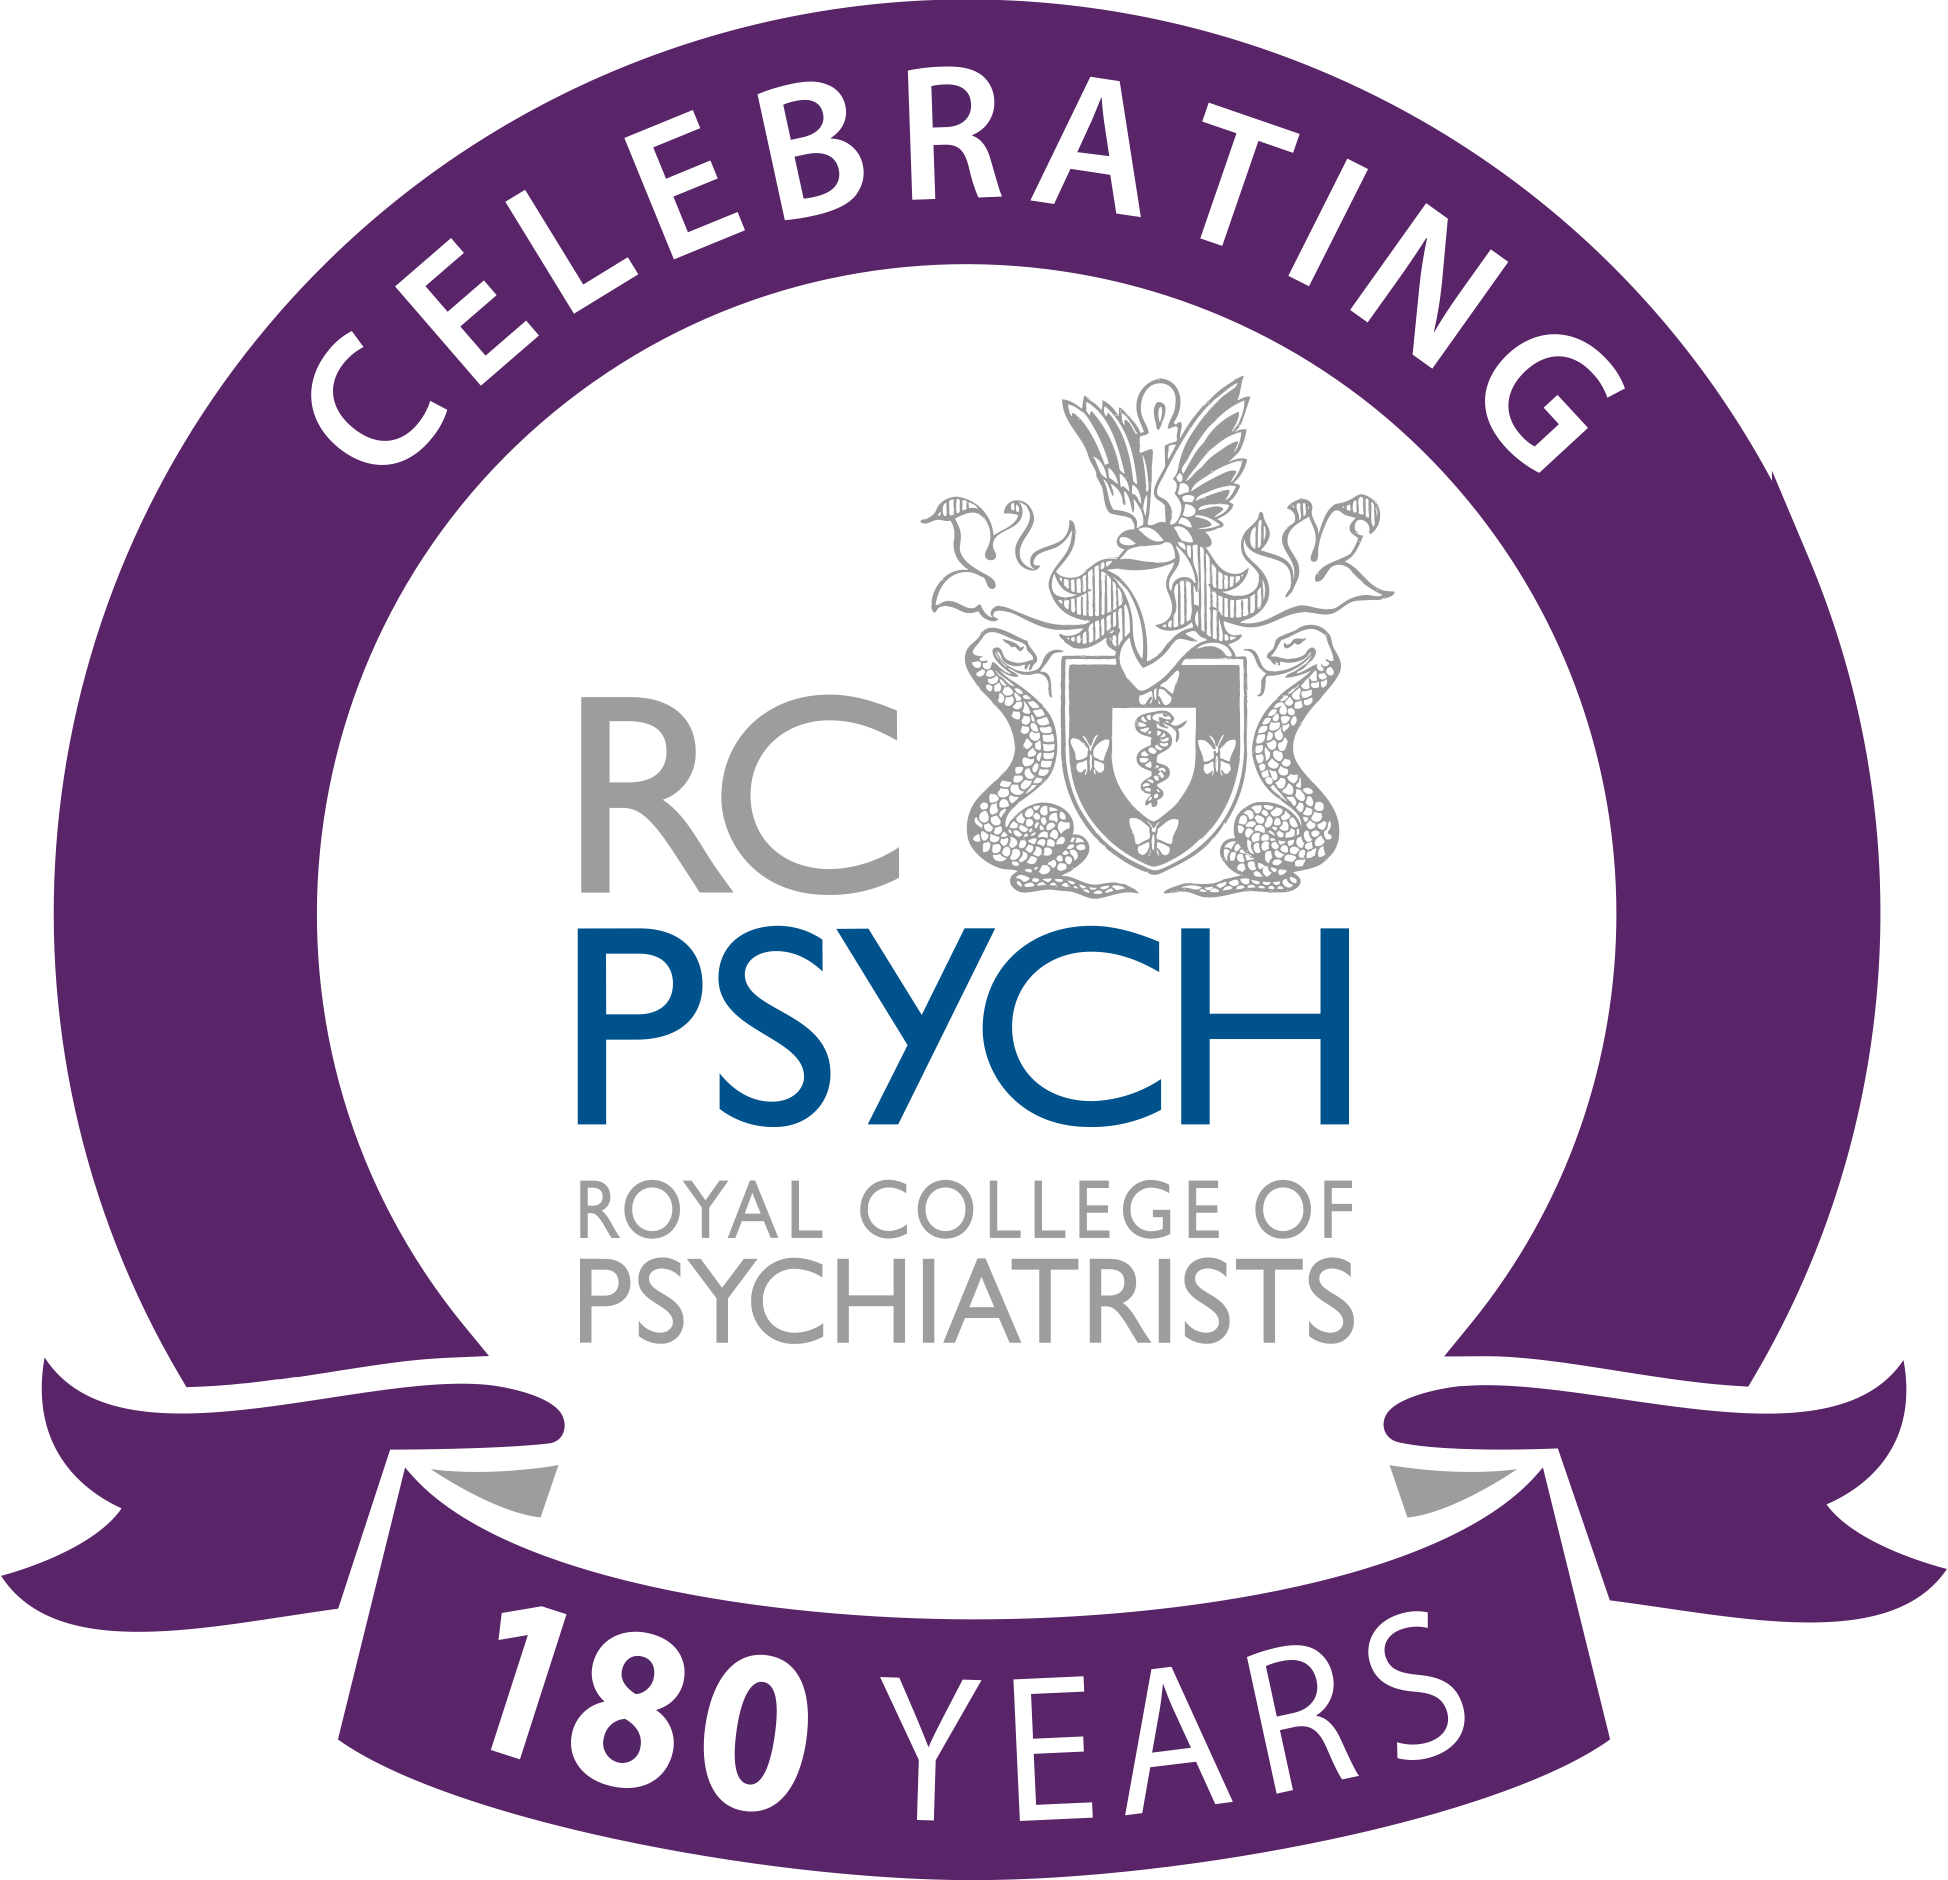 CELEBRATING
RC
PSYCH
ROYAL COLLEGE OF
PSYCHIATRISTS
180 YEARS